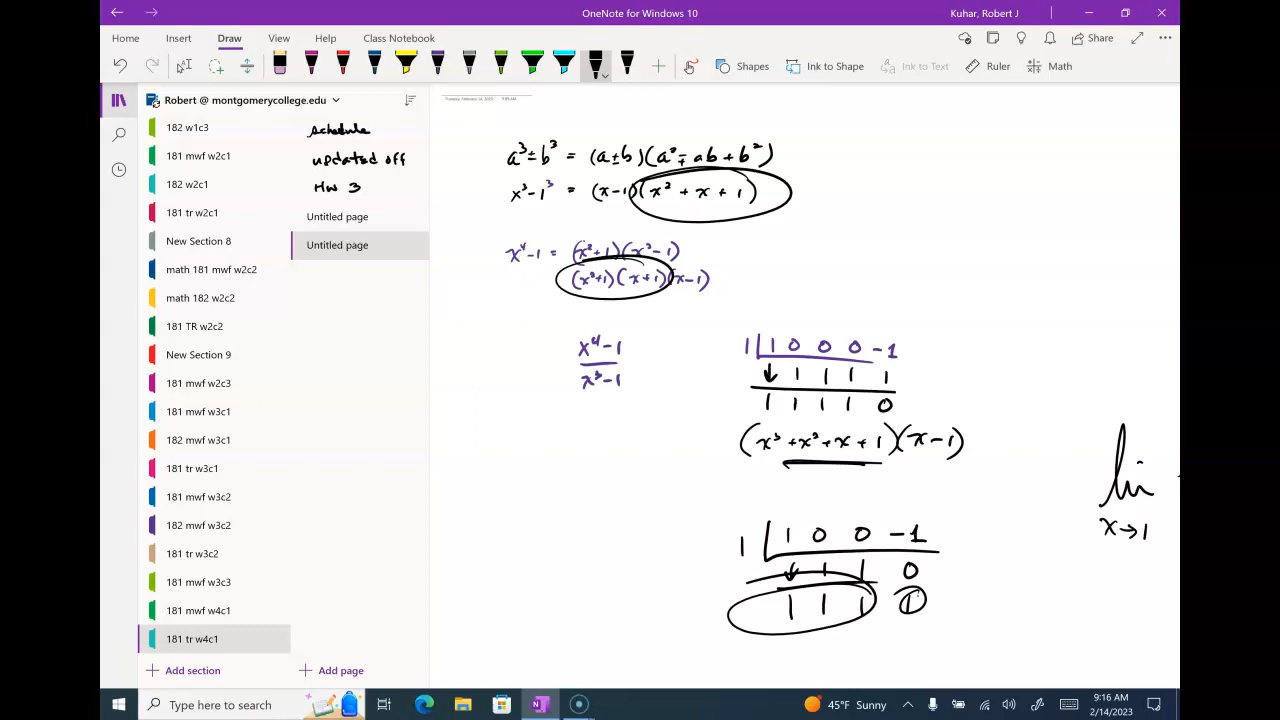 OneNote for Windows 10
Kuhar, Robert J
Home Insert Draw View Help Class Notebook
Share
Shapes Ink to Shape Ink to Text Ruler Math
Robert @ montgomerycollege.edu
182 w1c3
181 mwf w2c1
182 w2c1
181 tr w2c1
New Section 8
math 181 mwf w2c2
math 182 w2c2
181 TR w2c2
New Section 9
181 mwf w2c3
181 mwf w3c1
182 mwf w3c1
181 tr w3c1
181 mwf w3c2
182 mwf w3c2
181 tr w3c2
181 mwf w3c3
181 mwf w4c1
181 tr w4c1
Add section
schedule
updated off
HW 3
Untitled page
Untitled page
Add page
Tuesday, February 14, 2023 9:09 AM
a³ ± b³ = (a ± b)(a² ∓ ab + b²)
x³ - 1³ = (x - 1)(x² + x + 1)
x⁴ - 1 = (x² + 1)(x² - 1)
(x² + 1)(x + 1)(x - 1)
x⁴ - 1
x³ - 1
1 1 0 0 0 -1
1 1 1 1
1 1 1 1 0
(x³ + x² + x + 1)(x - 1)
lim
x→1
1 1 0 0 -1
1 1 0
1 1 1
Type here to search
45°F Sunny
9:16 AM
2/14/2023